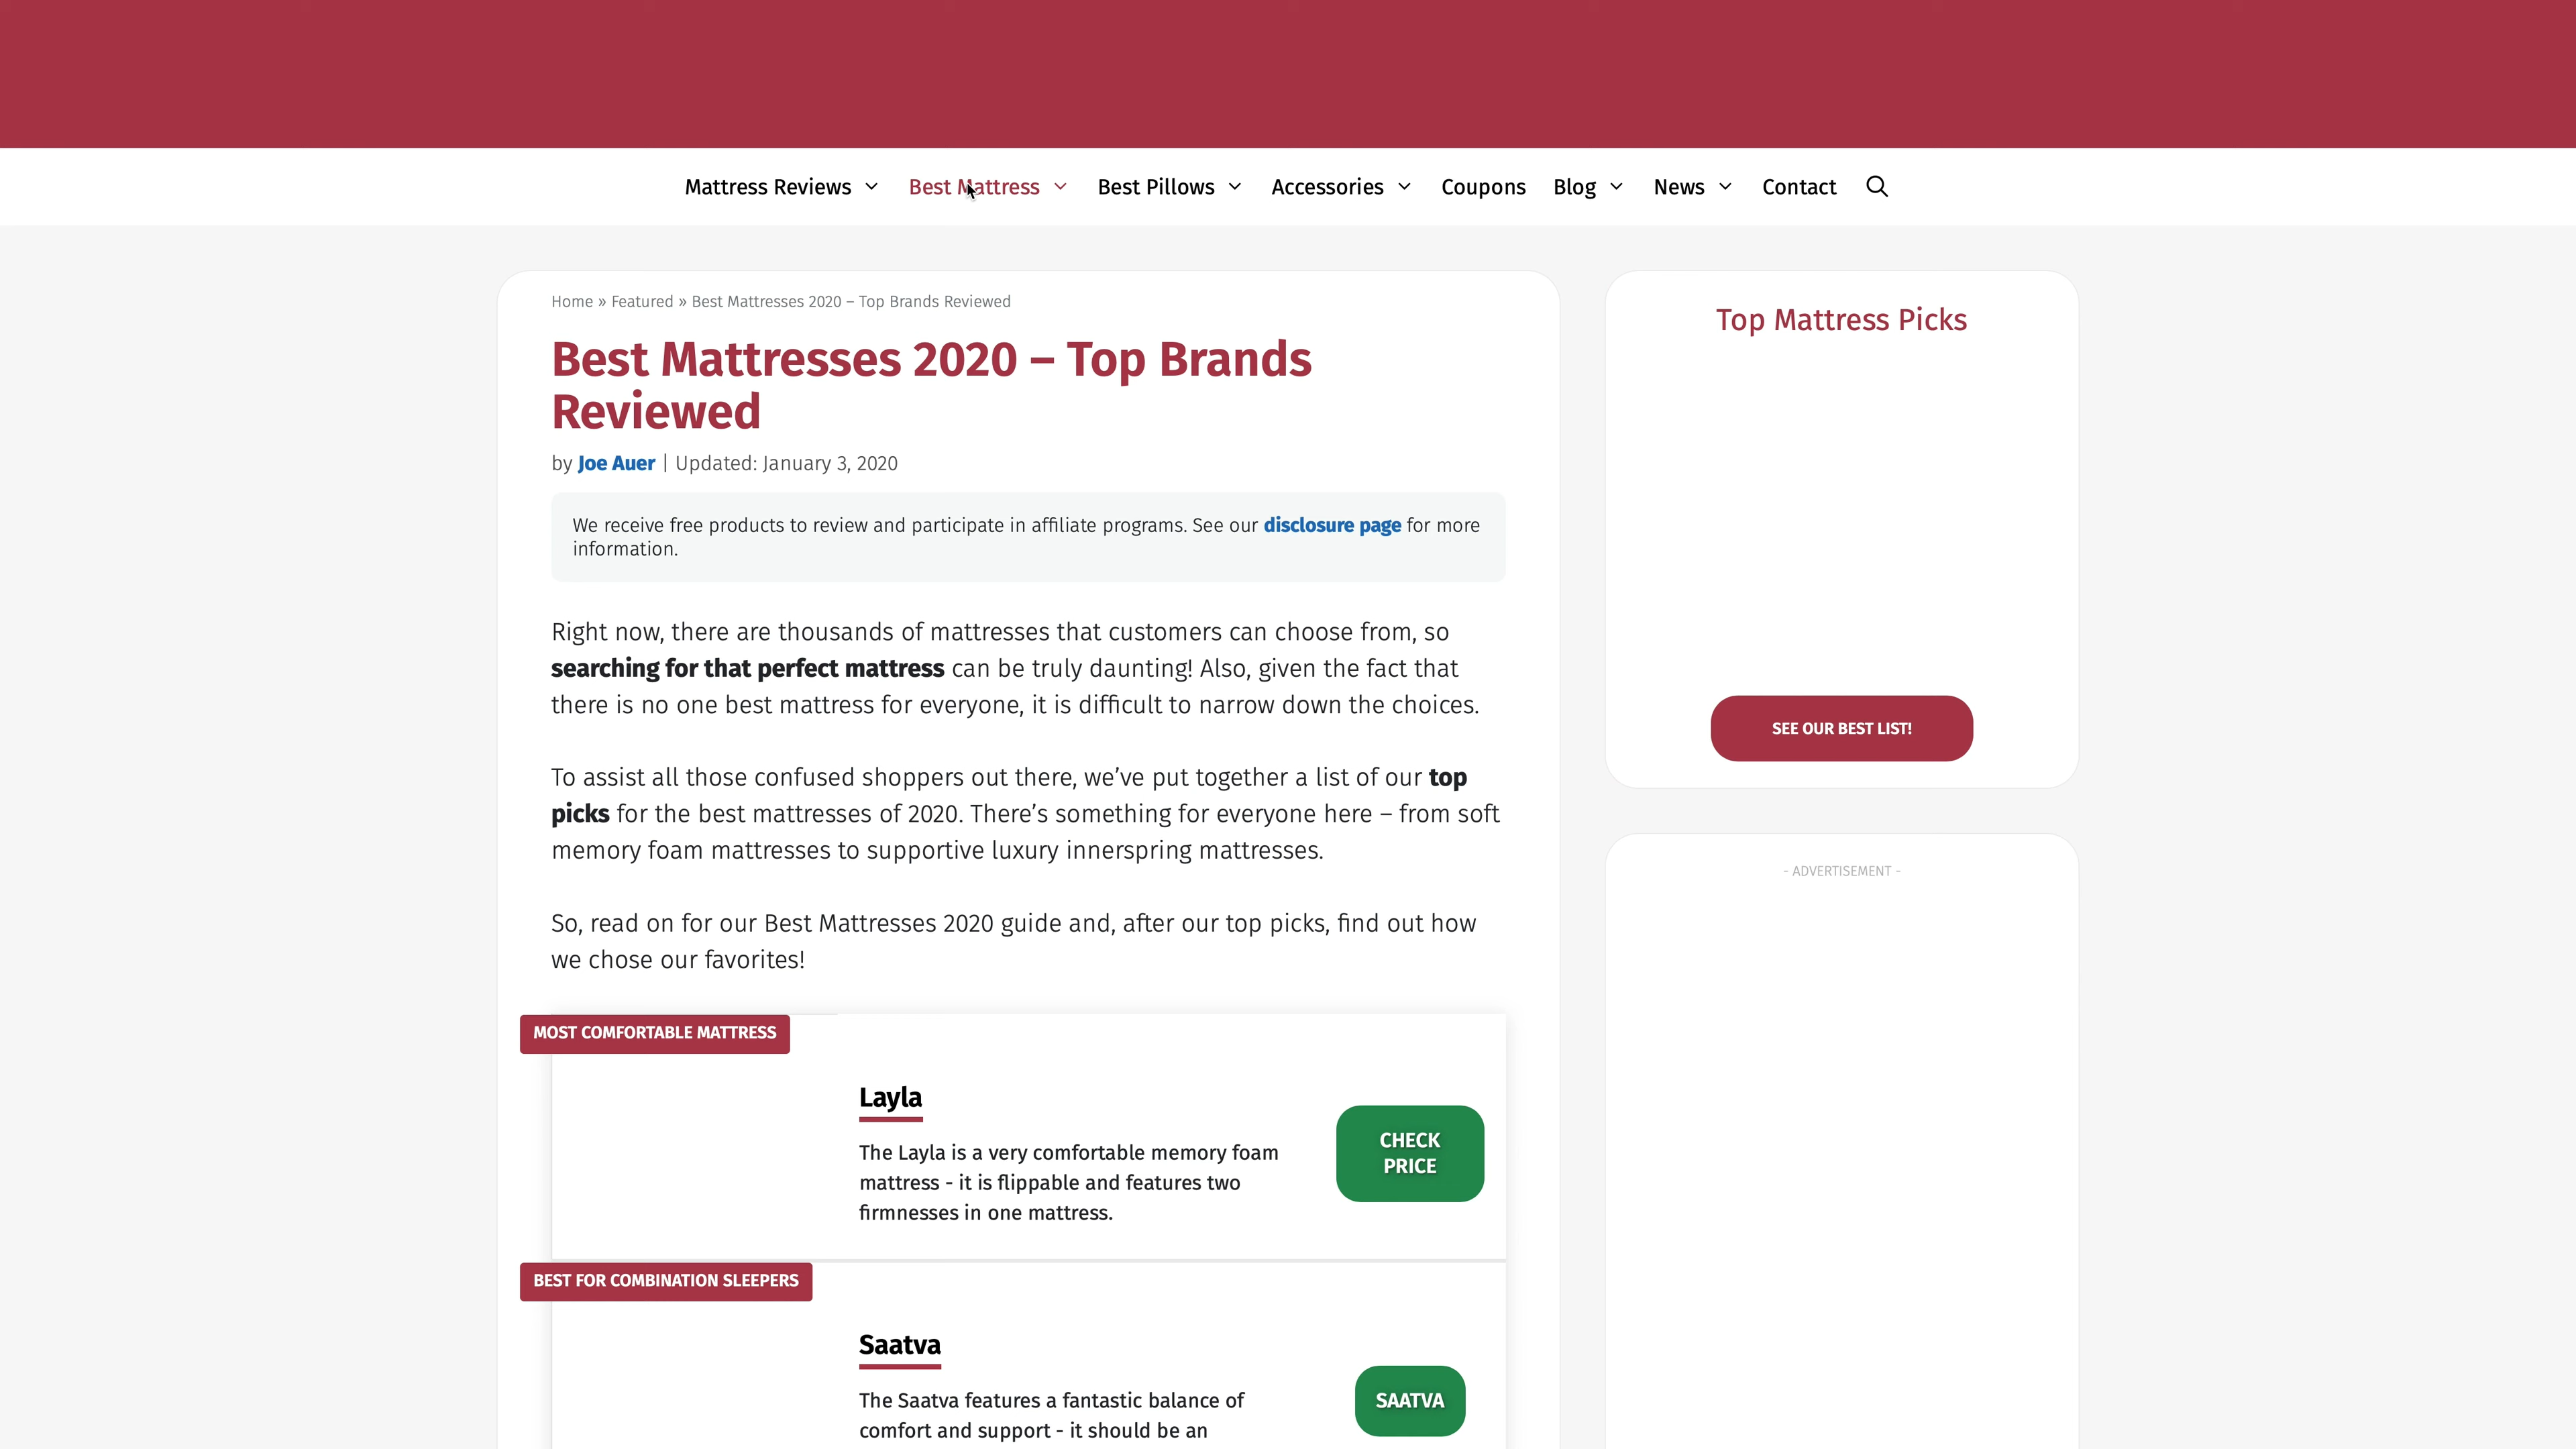 Mattress Reviews Best Mattress Best Pillows Accessories Coupons Blog News Contact
Home » Featured » Best Mattresses 2020 – Top Brands Reviewed
Best Mattresses 2020 – Top Brands
Reviewed
by Joe Auer | Updated: January 3, 2020
We receive free products to review and participate in affiliate programs. See our disclosure page for more
information.
Right now, there are thousands of mattresses that customers can choose from, so
searching for that perfect mattress can be truly daunting! Also, given the fact that
there is no one best mattress for everyone, it is difficult to narrow down the choices.
To assist all those confused shoppers out there, we’ve put together a list of our top
picks for the best mattresses of 2020. There’s something for everyone here – from soft
memory foam mattresses to supportive luxury innerspring mattresses.
So, read on for our Best Mattresses 2020 guide and, after our top picks, find out how
we chose our favorites!
MOST COMFORTABLE MATTRESS
Layla
The Layla is a very comfortable memory foam
mattress - it is flippable and features two
firmnesses in one mattress.
CHECK
PRICE
BEST FOR COMBINATION SLEEPERS
Saatva
The Saatva features a fantastic balance of
comfort and support - it should be an
SAATVA
Top Mattress Picks
SEE OUR BEST LIST!
- ADVERTISEMENT -